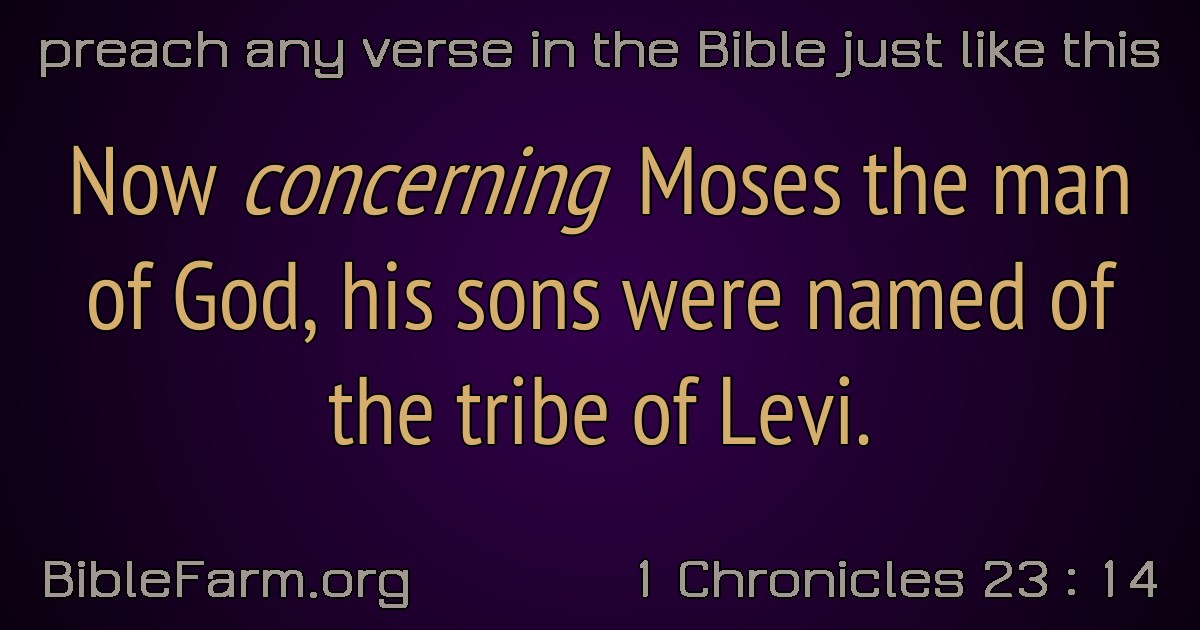 preach any verse in the Bible just like this
Now concerning Moses the man
of God, his sons were named of
the tribe of Levi.
BibleFarm.org
1 Chronicles 23 : 14